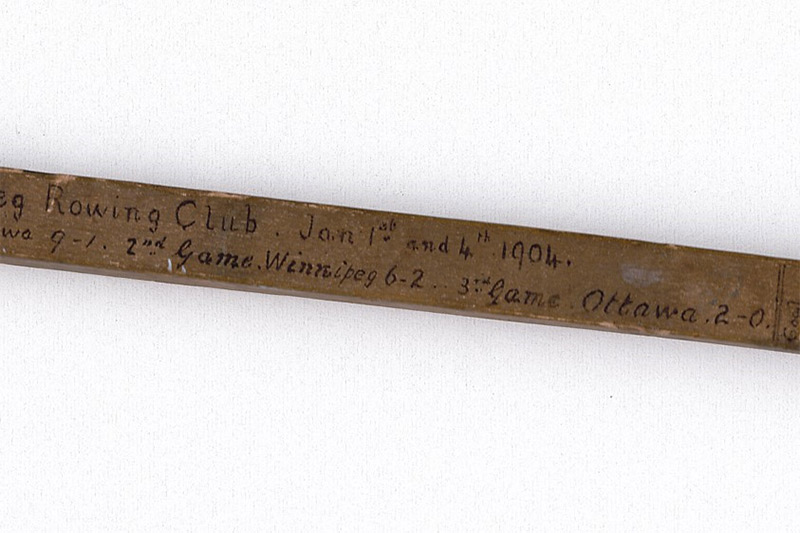 eg Rowing Club. Jan 1st and 4th 1904.
wa 9-1. 2nd Game. Winnipeg 6-2. 3rd Game. Ottawa. 2-0.
Goal